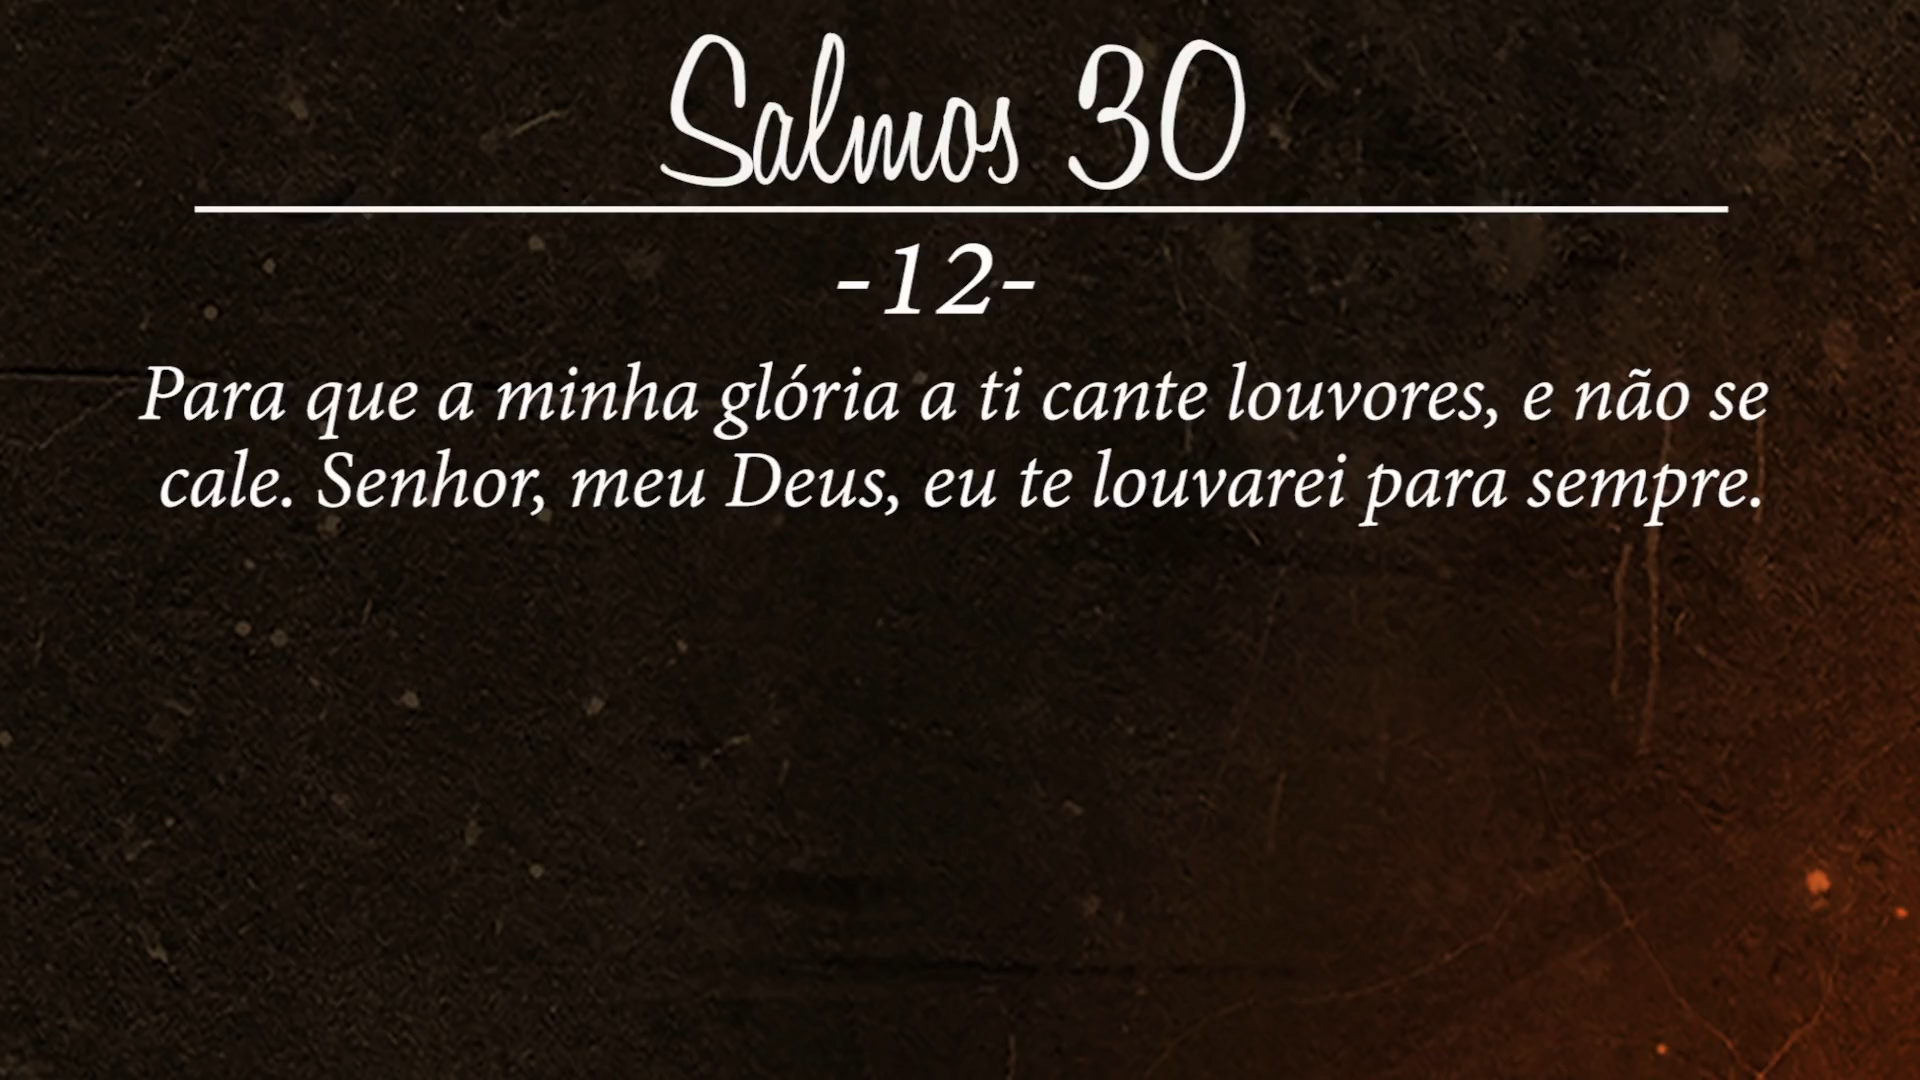 Salmos 30
-12-
Para que a minha glória a ti cante louvores, e não se
cale. Senhor, meu Deus, eu te louvarei para sempre.